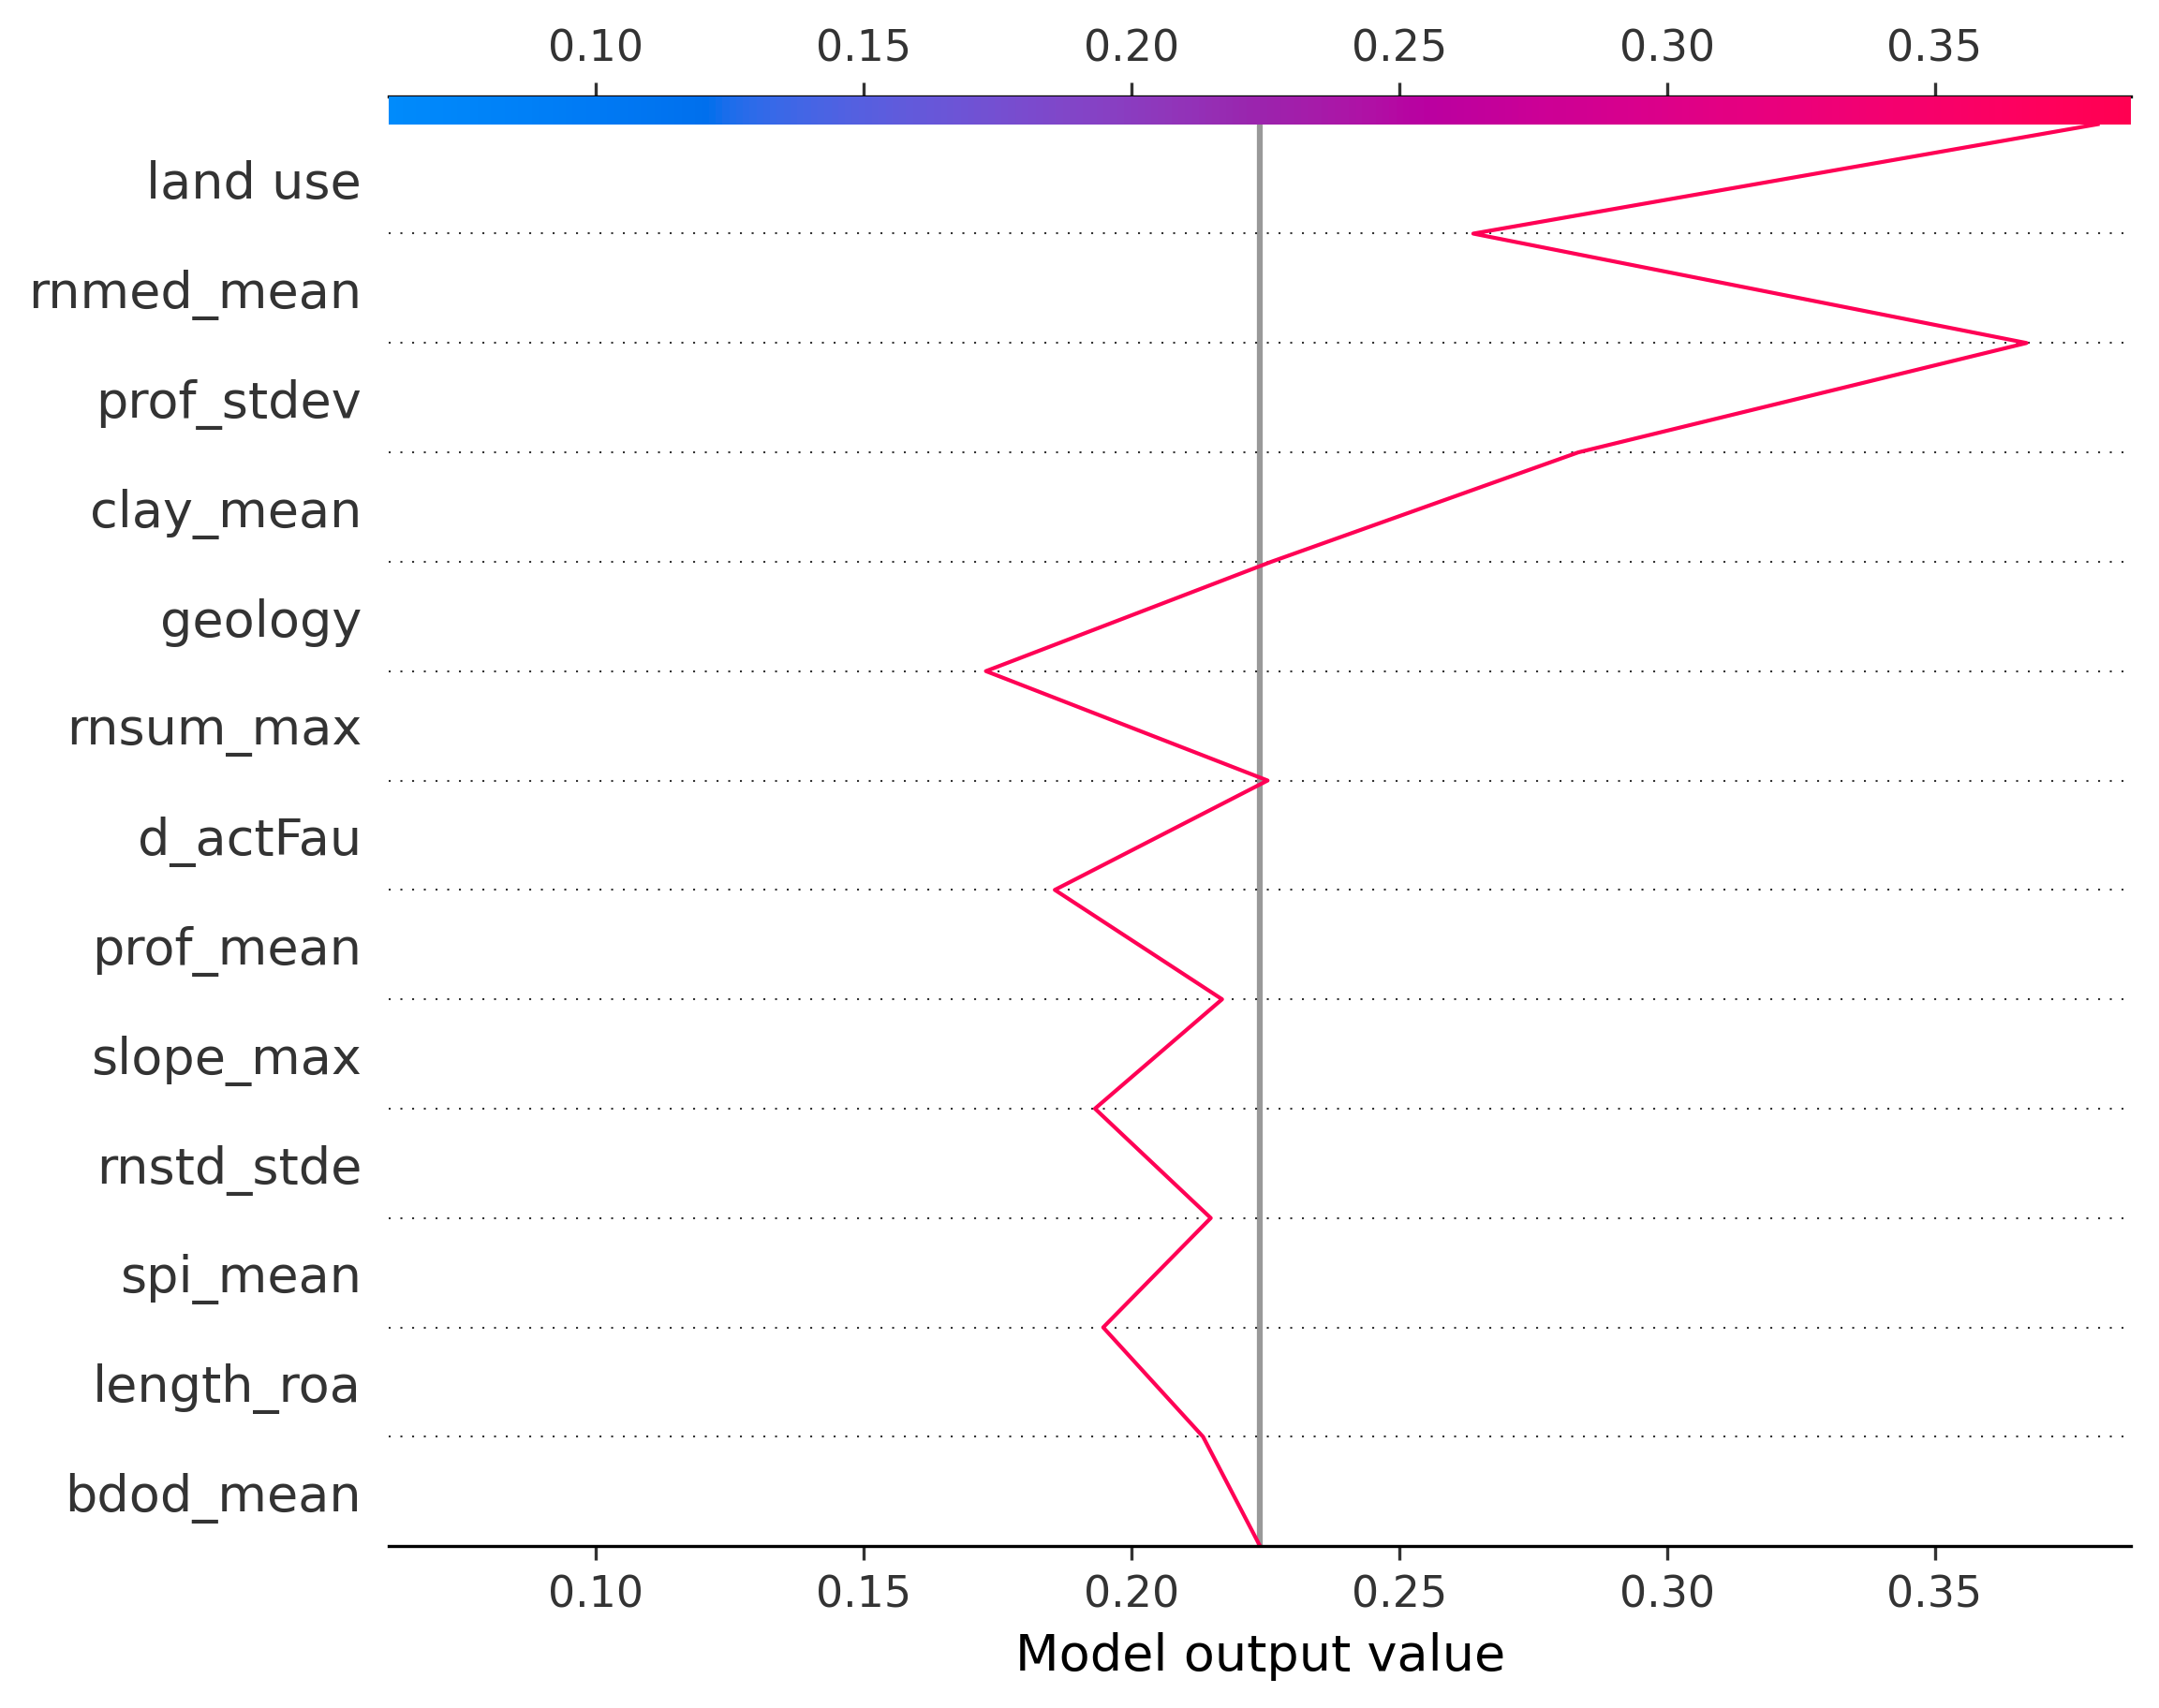 0.10 0.15 0.20 0.25 0.30 0.35
land use
rnmed_mean
prof_stdev
clay_mean
geology
rnsum_max
d_actFau
prof_mean
slope_max
rnstd_stde
spi_mean
length_roa
bdod_mean
0.10 0.15 0.20 0.25 0.30 0.35
Model output value